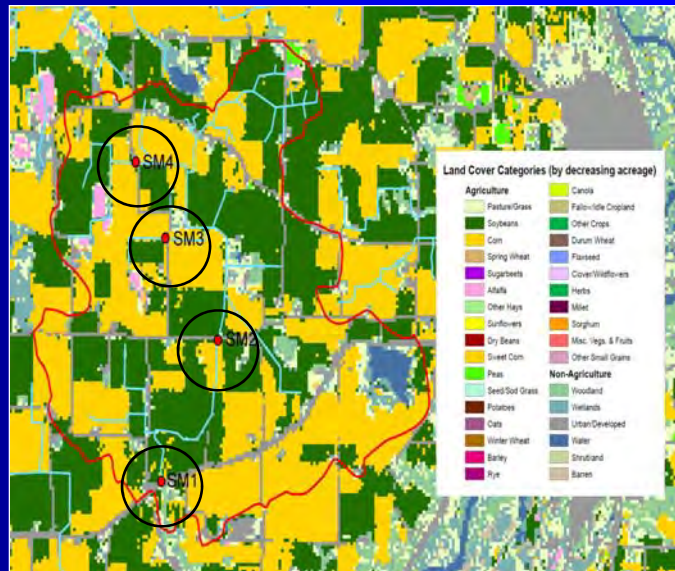 SM4
SM3
SM2
SM1
Land Cover Categories (by decreasing acreage)
Agriculture
Pasture/Grass
Soybeans
Corn
Spring Wheat
Sugarbeets
Alfalfa
Other Hays
Sunflowers
Dry Beans
Sweet Corn
Peas
Seed/Sod Grass
Potatoes
Oats
Winter Wheat
Barley
Rye
Canola
Fallow/Idle Cropland
Other Crops
Durum Wheat
Flaxseed
Clover/Wildflowers
Herbs
Millet
Sorghum
Misc. Vegs. & Fruits
Other Small Grains
Non-Agriculture
Woodland
Wetlands
Urban/Developed
Water
Shrubland
Barren